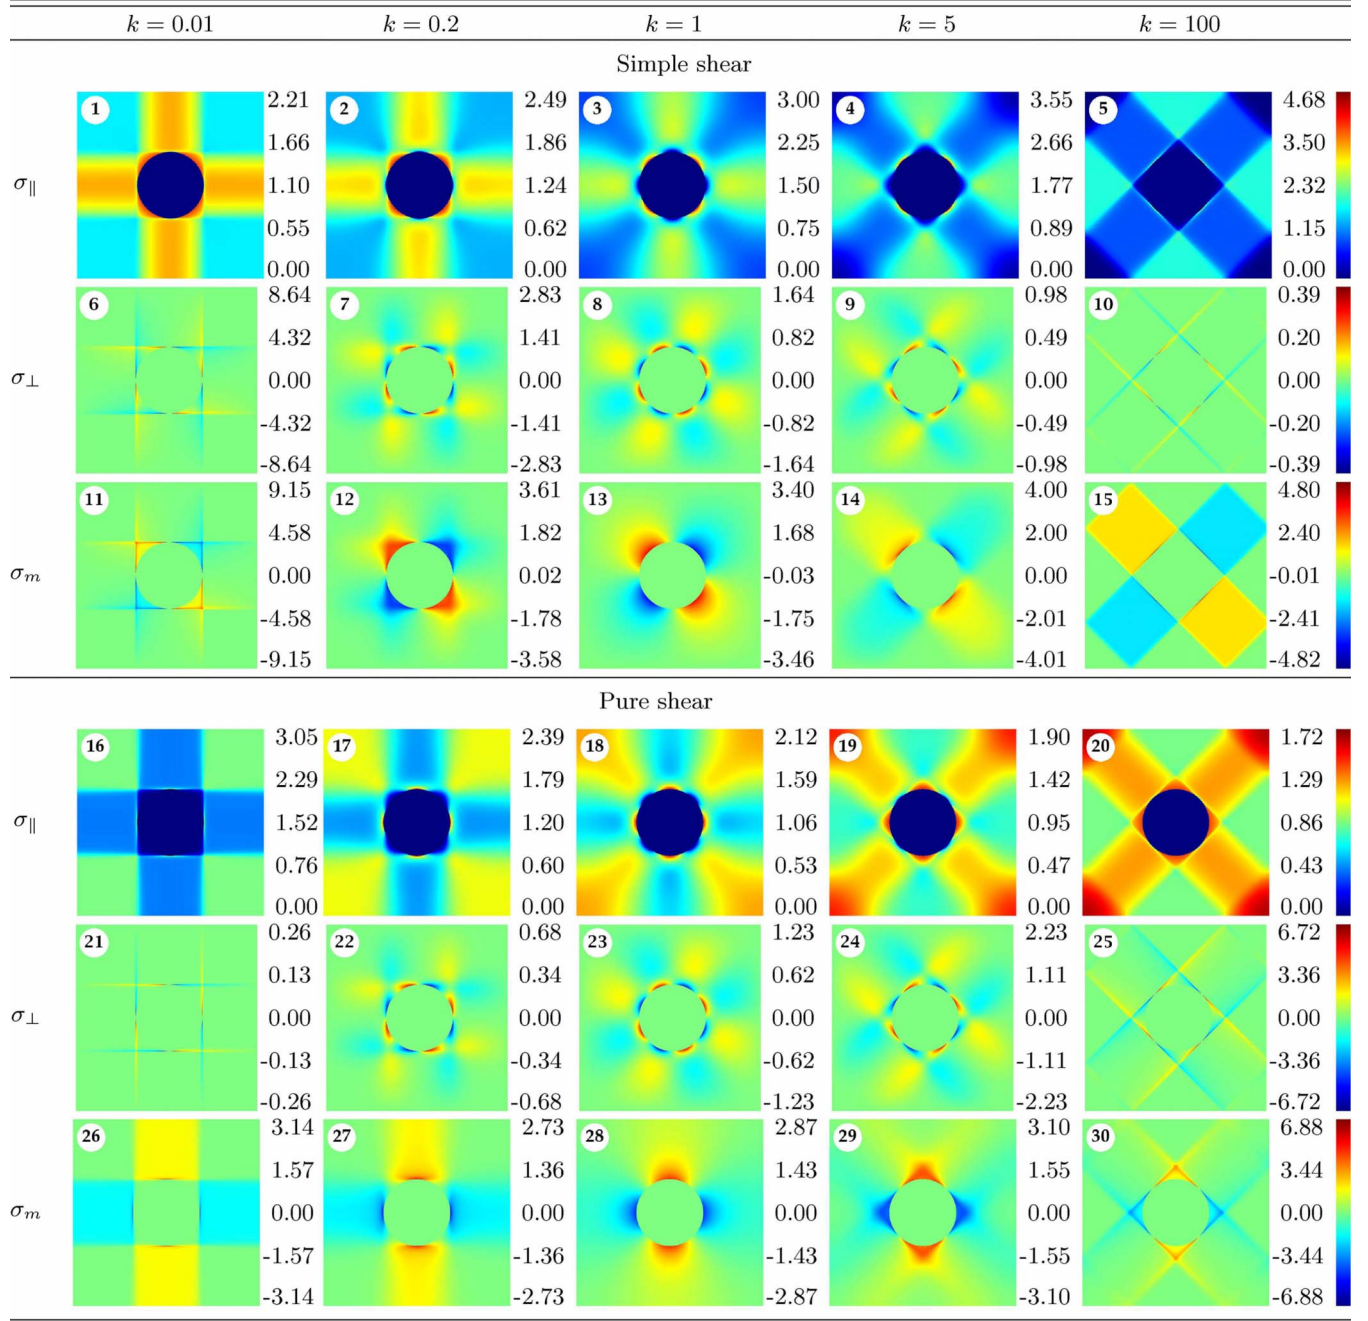 k = 0.01 k = 0.2 k = 1 k = 5 k = 100
Simple shear
1 2.21 2 2.49 3 3.00 4 3.55 5 4.68
1.66 1.86 2.25 2.66 3.50
σ∥ 1.10 1.24 1.50 1.77 2.32
0.55 0.62 0.75 0.89 1.15
0.00 0.00 0.00 0.00 0.00
6 8.64 7 2.83 8 1.64 9 0.98 10 0.39
4.32 1.41 0.82 0.49 0.20
σ⊥ 0.00 0.00 0.00 0.00 0.00
-4.32 -1.41 -0.82 -0.49 -0.20
-8.64 -2.83 -1.64 -0.98 -0.39
11 9.15 12 3.61 13 3.40 14 4.00 15 4.80
4.58 1.82 1.68 2.00 2.40
σm 0.00 0.02 -0.03 0.00 -0.01
-4.58 -1.78 -1.75 -2.01 -2.41
-9.15 -3.58 -3.46 -4.01 -4.82
Pure shear
16 3.05 17 2.39 18 2.12 19 1.90 20 1.72
2.29 1.79 1.59 1.42 1.29
σ∥ 1.52 1.20 1.06 0.95 0.86
0.76 0.60 0.53 0.47 0.43
0.00 0.00 0.00 0.00 0.00
21 0.26 22 0.68 23 1.23 24 2.23 25 6.72
0.13 0.34 0.62 1.11 3.36
σ⊥ 0.00 0.00 0.00 0.00 0.00
-0.13 -0.34 -0.62 -1.11 -3.36
-0.26 -0.68 -1.23 -2.23 -6.72
26 3.14 27 2.73 28 2.87 29 3.10 30 6.88
1.57 1.36 1.43 1.55 3.44
σm 0.00 0.00 0.00 0.00 0.00
-1.57 -1.36 -1.43 -1.55 -3.44
-3.14 -2.73 -2.87 -3.10 -6.88